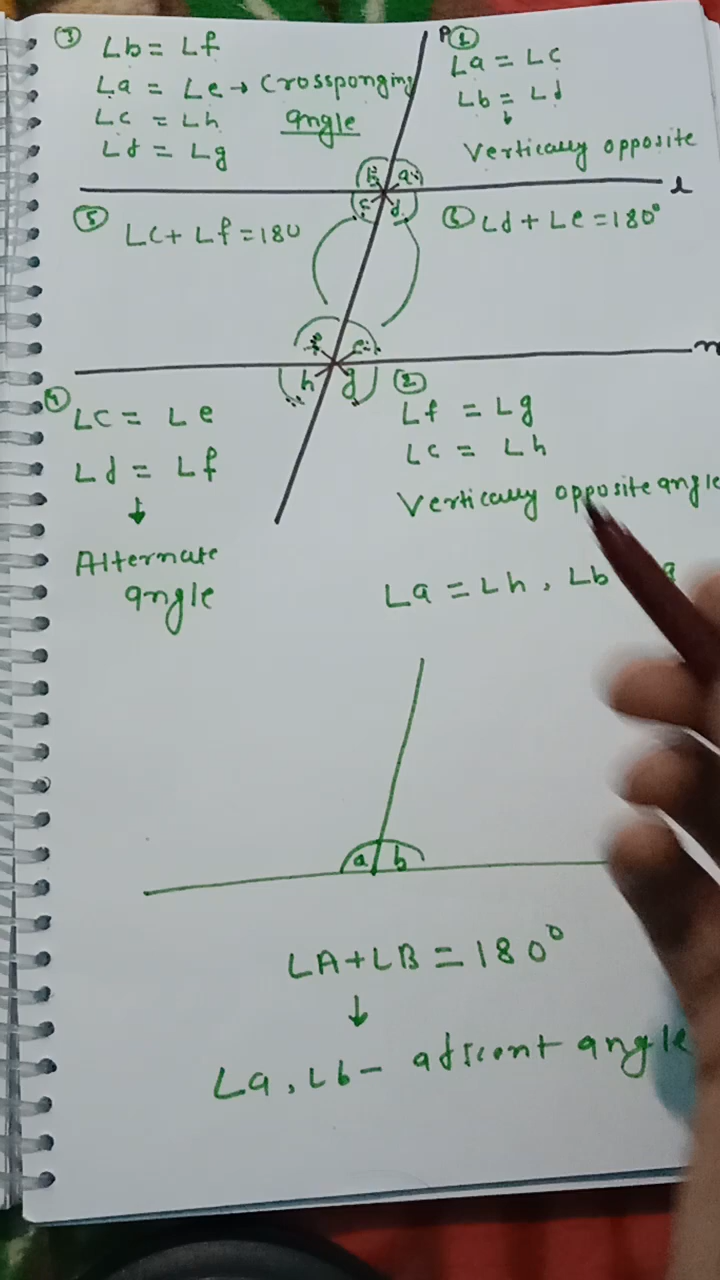 ③ ∠b = ∠f
∠a = ∠e → Crossponging
∠c = ∠h angle
∠d = ∠g
P ①
∠a = ∠c
∠b = ∠d
↓
Vertically opposite
b a
c d
l
⑤ ∠c + ∠f = 180
⑥ ∠d + ∠e = 180°
e
h g
m
④ ∠c = ∠e
∠d = ∠f
↓
Alternate
angle
② ∠f = ∠g
∠c = ∠h
Vertically opposite angle
∠a = ∠h, ∠b
a b
∠A + ∠B = 180°
↓
∠a, ∠b - adscent angle